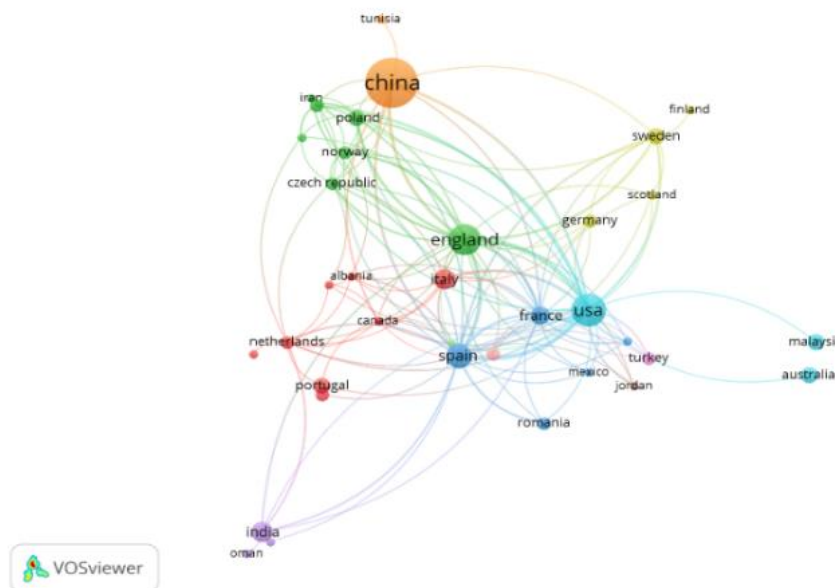 tunisia
china
iran
poland
finland
sweden
norway
czech republic
scotland
germany
england
albania
italy
canada
france
usa
netherlands
spain
malaysi
turkey
mexico
australia
portugal
jordan
romania
india
oman
VOSviewer